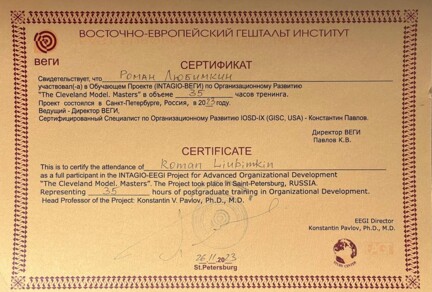 ВОСТОЧНО-ЕВРОПЕЙСКИЙ ГЕШТАЛЬТ ИНСТИТУТ
ВЕГИ
СЕРТИФИКАТ
Свидетельствует, что Роман Любимкин
участвовал(-а) в Обучающем Проекте (INTAGIO-ВЕГИ) по Организационному Развитию
"The Cleveland Model. Masters" в объеме 35 часов тренинга.
Проект состоялся в Санкт-Петербурге, Россия, в 2023 году.
Ведущий - Директор ВЕГИ,
Сертифицированный Специалист по Организационному Развитию IOSD-IX (GISC, USA) - Константин Павлов.
Директор ВЕГИ
Павлов К.В.
CERTIFICATE
This is to certify the attendance of Roman Liubimkin
as a full participant in the INTAGIO-EEGI Project for Advanced Organizational Development
"The Cleveland Model. Masters". The Project took place in Saint-Petersburg, RUSSIA.
Representing 35 hours of postgraduate training in Organizational Development.
Head Professor of the Project: Konstantin V. Pavlov, Ph.D., M.D.
EEGI Director
Konstantin Pavlov, Ph.D., M.D.
26.11.2023
St.Petersburg